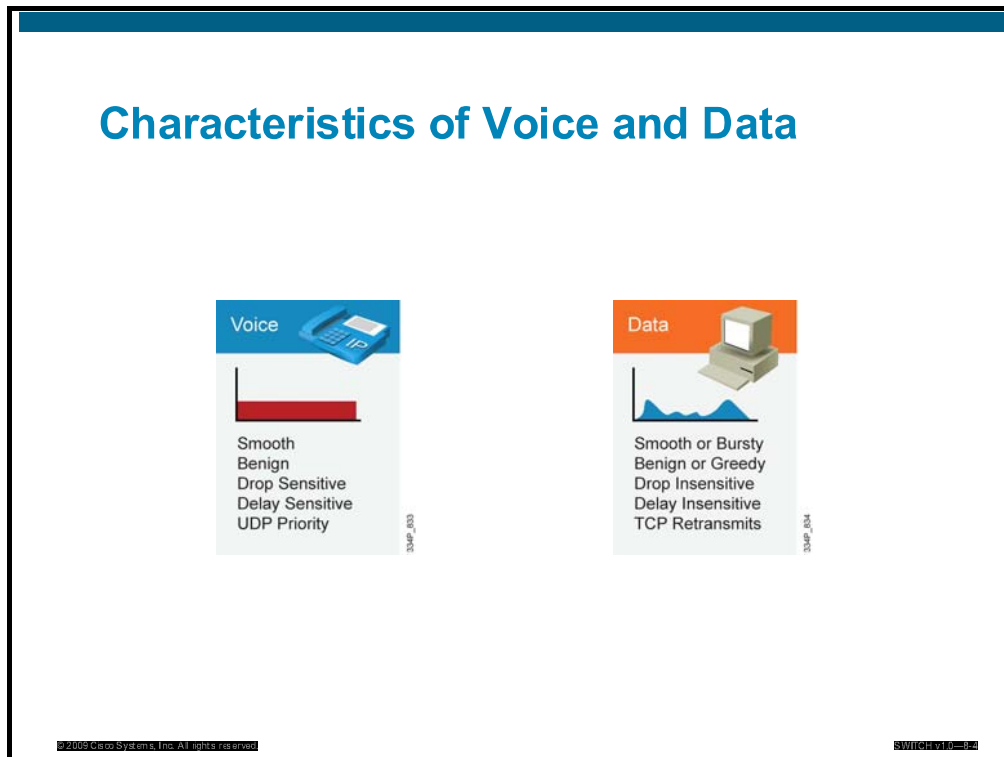 Characteristics of Voice and Data
Voice
IP
Smooth
Benign
Drop Sensitive
Delay Sensitive
UDP Priority
334P_833
Data
Smooth or Bursty
Benign or Greedy
Drop Insensitive
Delay Insensitive
TCP Retransmits
334P_834
© 2009 Cisco Systems, Inc. All rights reserved.
SWITCH v1.0—8-4